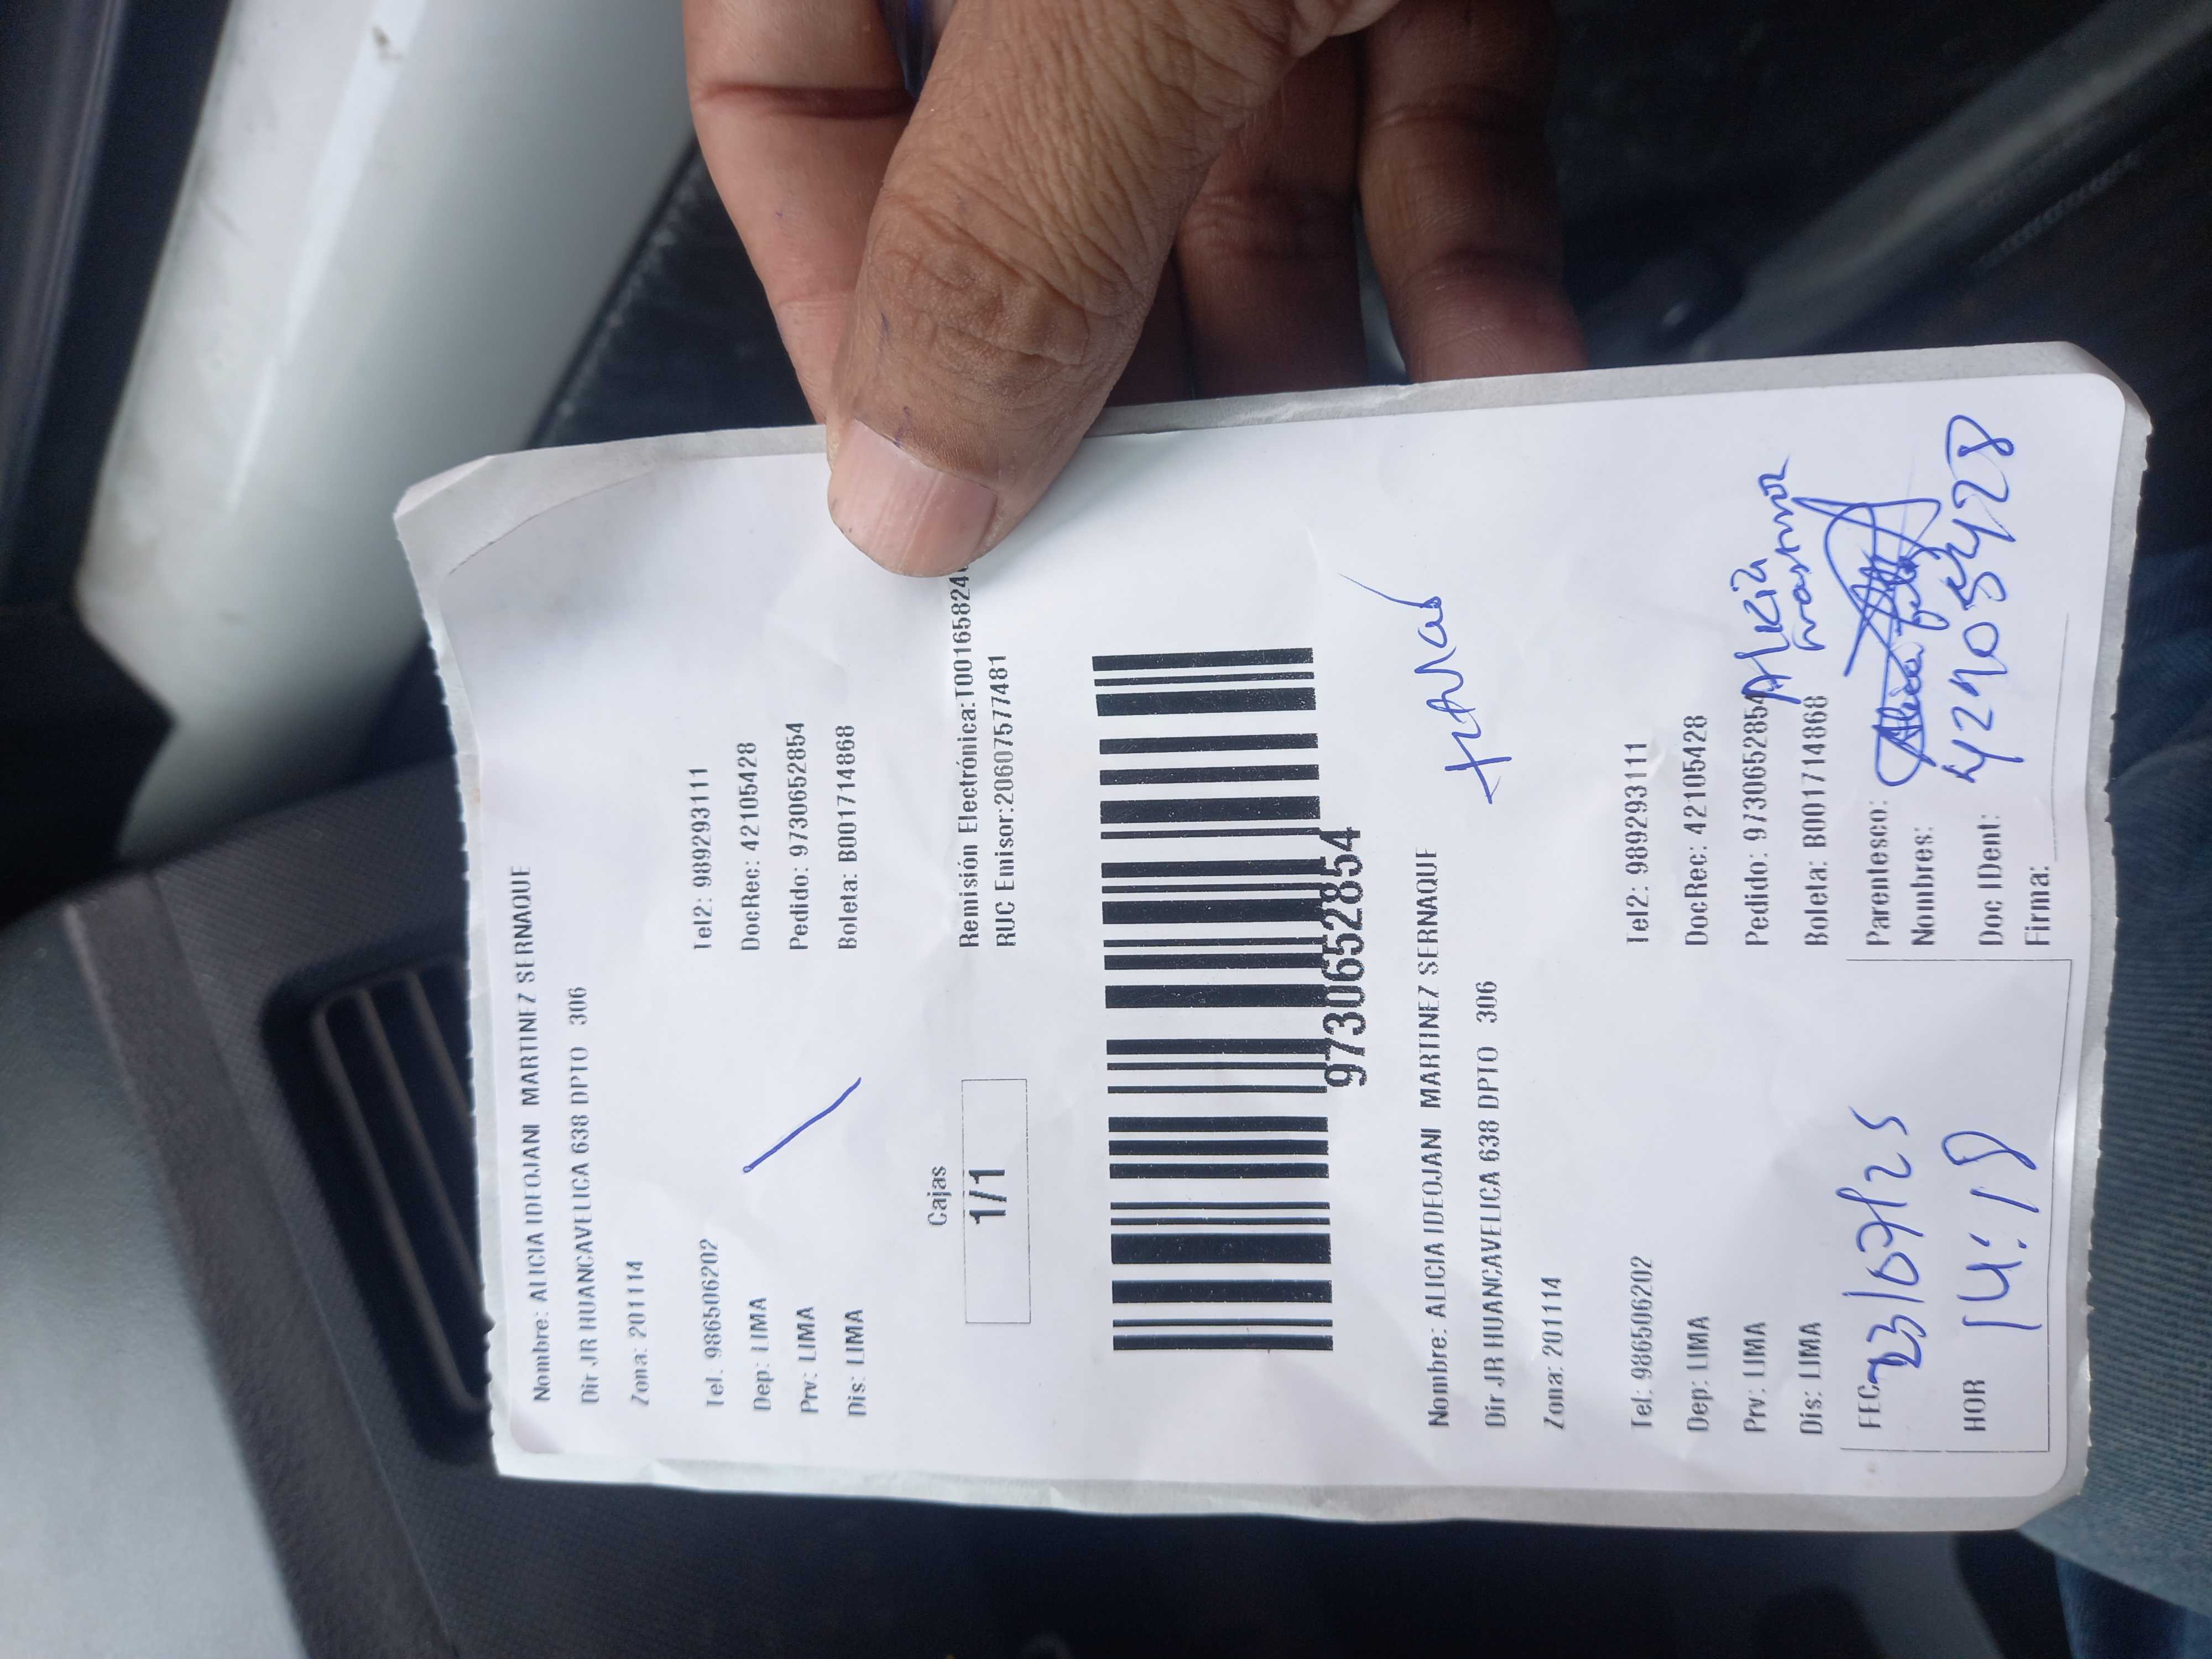 Nombre: ALICIA IDEOJANI MARTINEZ SERNAQUE
Dir JR HUANCAVELICA 638 DPTO 306
Zona: 201114
Tel. 986506202 Tel2: 989293111
Dep: LIMA DocRec: 42105428
Prv: LIMA Pedido: 9730652854
Dis: LIMA Boleta: B001714868
Cajas
1/1
Remisión Electrónica: T00165824
RUC Emisor:20607577481
9730652854
Nombre: ALICIA IDEOJANI MARTINEZ SERNAQUE
Dir JR HUANCAVELICA 638 DPTO 306
Zona: 201114
Tel: 986506202 Tel2: 989293111
Dep: LIMA DocRec: 42105428
Prv: LIMA Pedido: 9730652854
Dis: LIMA Boleta: B001714868
FEC 23/07/25 Parentesco:
Nombres:
HOR 14:18 Doc IDent: 42105428
Firma: